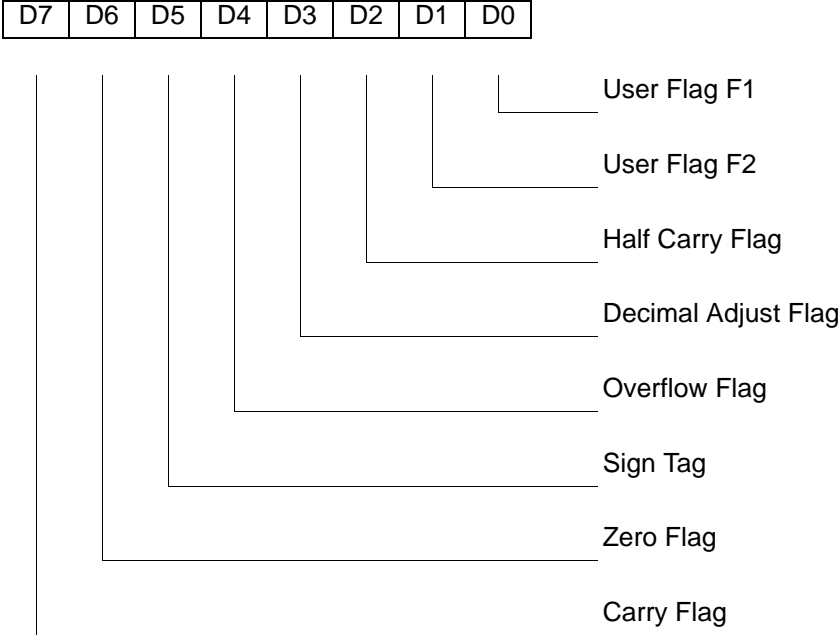 D7 D6 D5 D4 D3 D2 D1 D0
User Flag F1
User Flag F2
Half Carry Flag
Decimal Adjust Flag
Overflow Flag
Sign Tag
Zero Flag
Carry Flag